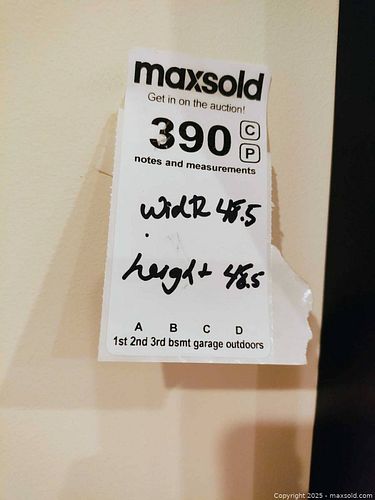 maxsold
Get in on the auction!
390 C
P
notes and measurements
width 48.5
height 48.5
A B C D
1st 2nd 3rd bsmt garage outdoors
Copyright © 2025 - maxsold.com